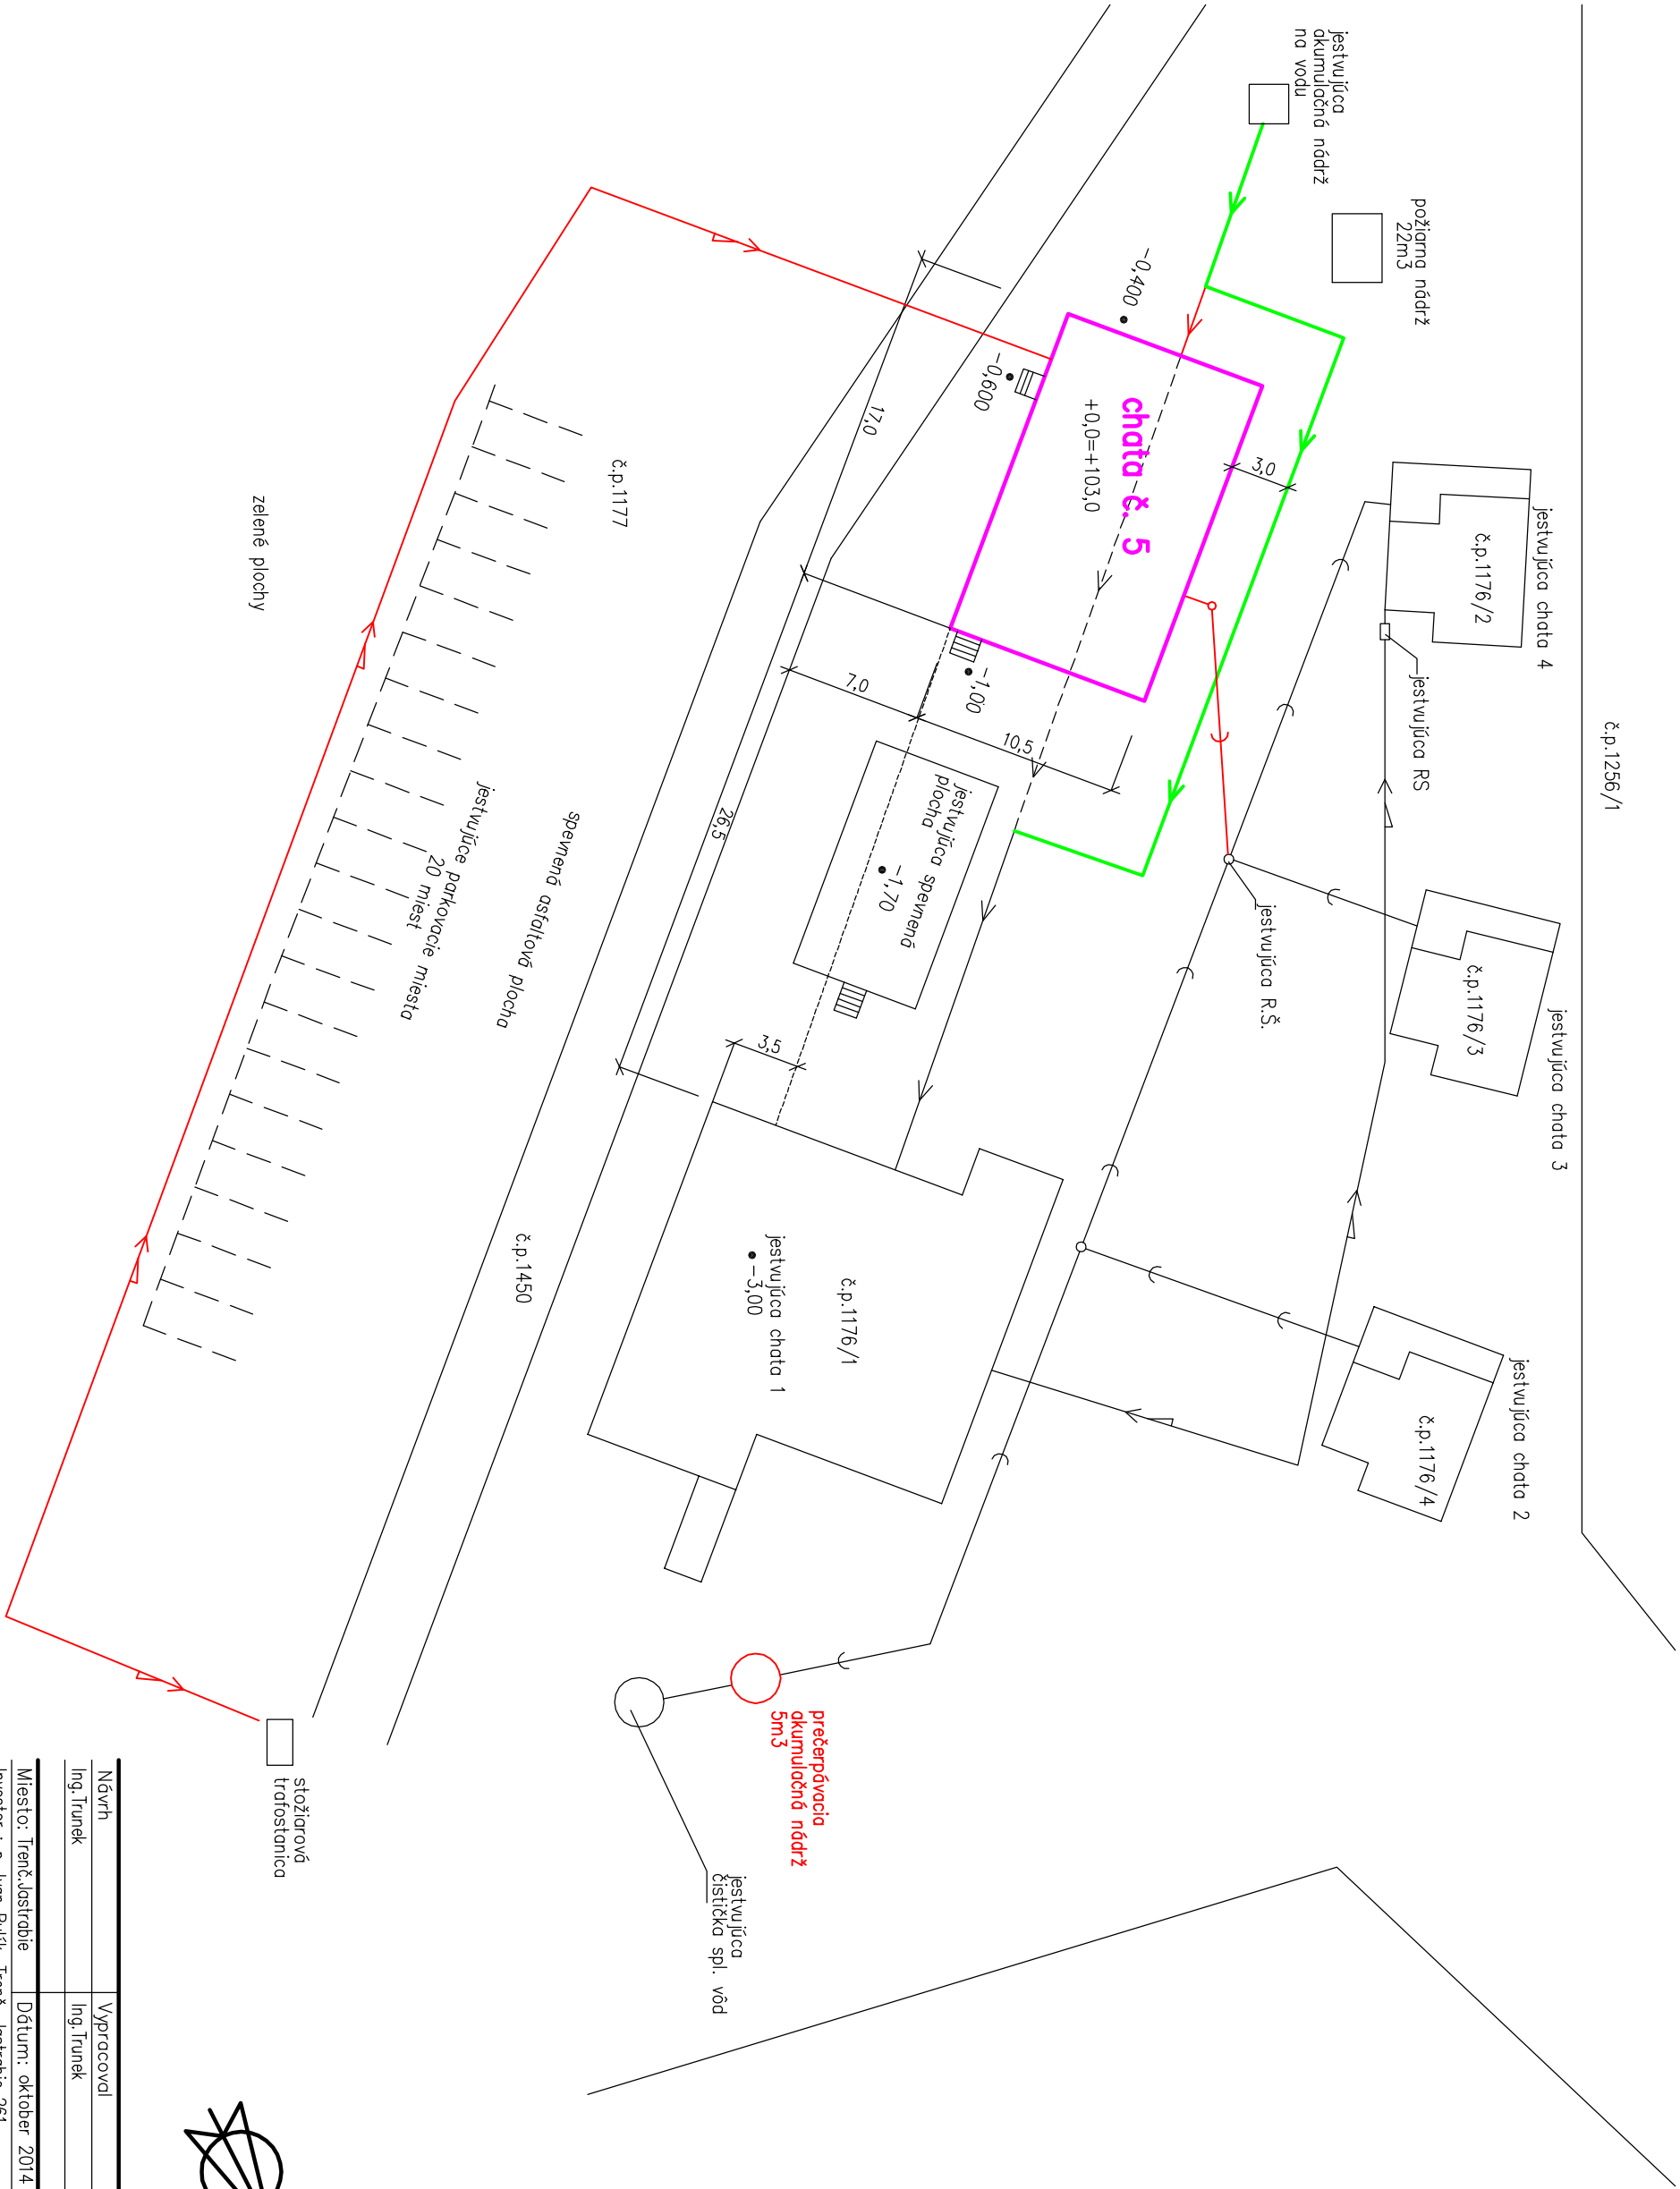 č.p.1256/1
jestvujúca chata 4
č.p.1176/2
jestvujúca RS
jestvujúca chata 3
č.p.1176/3
jestvujúca chata 2
č.p.1176/4
požiarna nádrž
22m3
jestvujúca
akumulačná nádrž
na vodu
-0,400
chata č. 5
+0,0=+103,0
3,0
-0,600
-1,00
jestvujúca R.Š.
17,0
7,0
10,5
26,5
3,5
jestvujúca spevnená
plocha
-1,70
č.p.1176/1
jestvujúca chata 1
-3,00
prečerpávacia
akumulačná nádrž
5m3
jestvujúca
čistička spl. vôd
č.p.1177
spevnená asfaltová plocha
jestvujúce parkovacie miesta
20 miest
č.p.1450
zelené plochy
stožiarová
trafostanica
Návrh
Vypracoval
Ing.Trunek
Ing.Trunek
Miesto: Trenč.Jastrabie
Dátum: oktober 2014